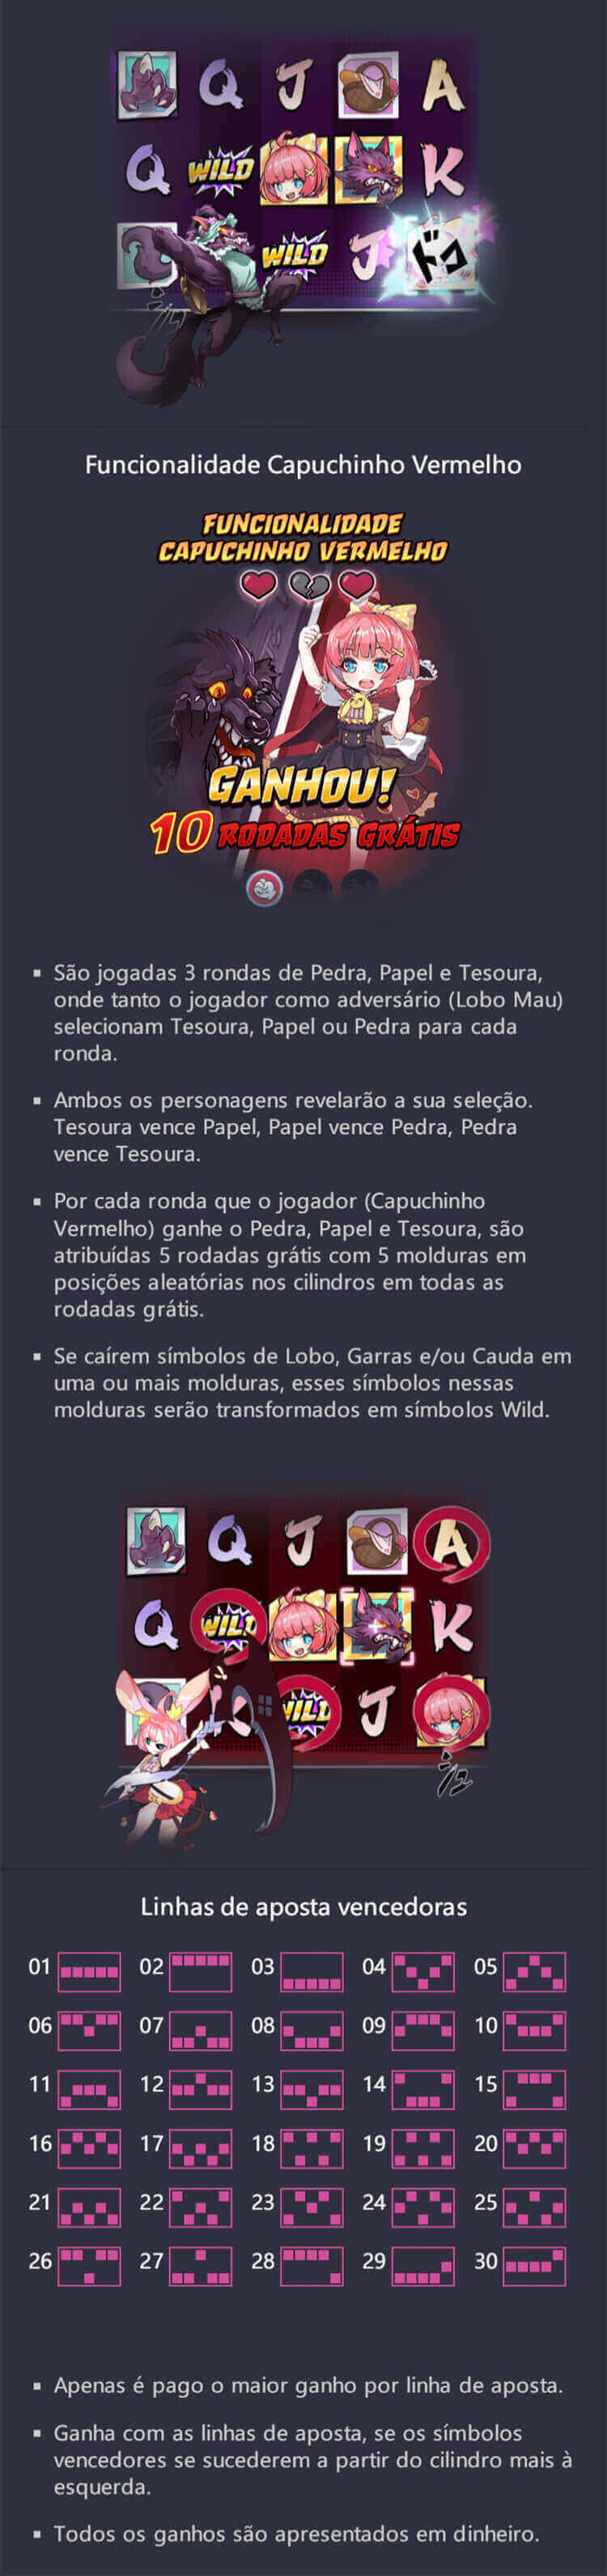 Q J A
Q WILD K
WILD J ドコ
Funcionalidade Capuchinho Vermelho
FUNCIONALIDADE
CAPUCHINHO VERMELHO
GANHOU!
10 RODADAS GRÁTIS
▪ São jogadas 3 rondas de Pedra, Papel e Tesoura,
onde tanto o jogador como adversário (Lobo Mau)
selecionam Tesoura, Papel ou Pedra para cada
ronda.
▪ Ambos os personagens revelarão a sua seleção.
Tesoura vence Papel, Papel vence Pedra, Pedra
vence Tesoura.
▪ Por cada ronda que o jogador (Capuchinho
Vermelho) ganhe o Pedra, Papel e Tesoura, são
atribuídas 5 rodadas grátis com 5 molduras em
posições aleatórias nos cilindros em todas as
rodadas grátis.
▪ Se caírem símbolos de Lobo, Garras e/ou Cauda em
uma ou mais molduras, esses símbolos nessas
molduras serão transformados em símbolos Wild.
Q J A
Q WILD K
K WILD J
Linhas de aposta vencedoras
01 02 03 04 05
06 07 08 09 10
11 12 13 14 15
16 17 18 19 20
21 22 23 24 25
26 27 28 29 30
▪ Apenas é pago o maior ganho por linha de aposta.
▪ Ganha com as linhas de aposta, se os símbolos
vencedores se sucederem a partir do cilindro mais à
esquerda.
▪ Todos os ganhos são apresentados em dinheiro.